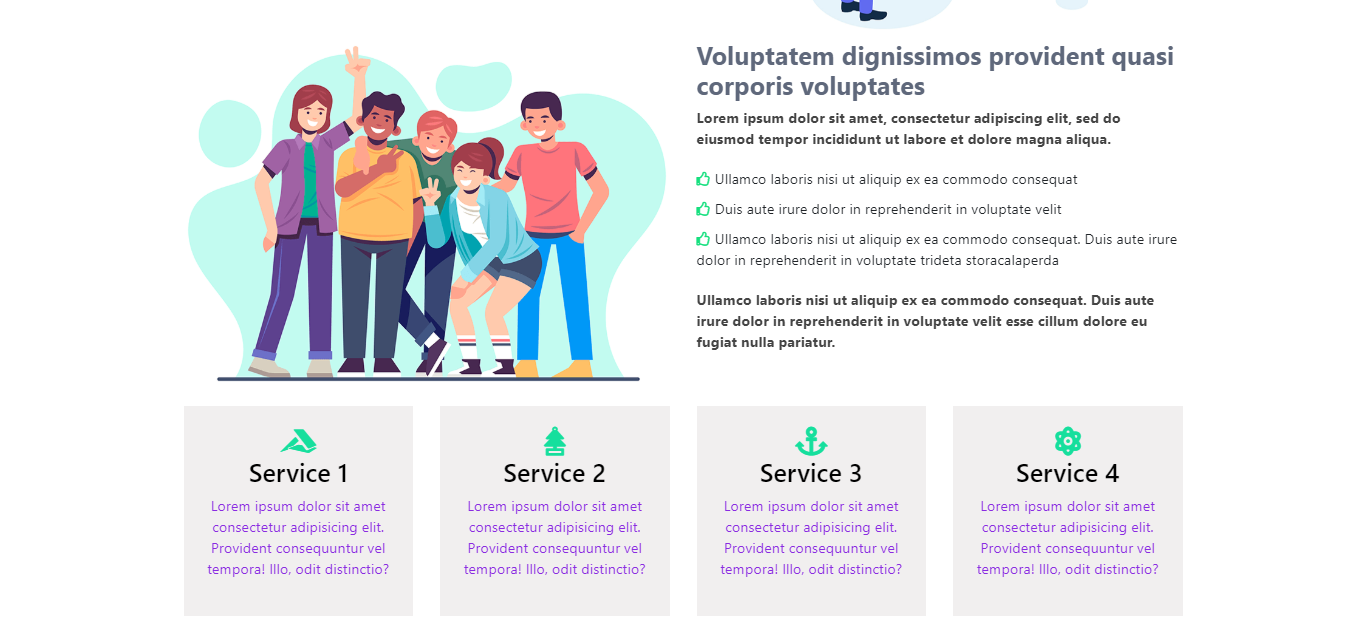 Voluptatem dignissimos provident quasi
corporis voluptates
Lorem ipsum dolor sit amet, consectetur adipiscing elit, sed do
eiusmod tempor incididunt ut labore et dolore magna aliqua.
Ullamco laboris nisi ut aliquip ex ea commodo consequat
Duis aute irure dolor in reprehenderit in voluptate velit
Ullamco laboris nisi ut aliquip ex ea commodo consequat. Duis aute irure
dolor in reprehenderit in voluptate trideta storacalaperda
Ullamco laboris nisi ut aliquip ex ea commodo consequat. Duis aute
irure dolor in reprehenderit in voluptate velit esse cillum dolore eu
fugiat nulla pariatur.
Service 1
Lorem ipsum dolor sit amet
consectetur adipisicing elit.
Provident consequuntur vel
tempora! Illo, odit distinctio?
Service 2
Lorem ipsum dolor sit amet
consectetur adipisicing elit.
Provident consequuntur vel
tempora! Illo, odit distinctio?
Service 3
Lorem ipsum dolor sit amet
consectetur adipisicing elit.
Provident consequuntur vel
tempora! Illo, odit distinctio?
Service 4
Lorem ipsum dolor sit amet
consectetur adipisicing elit.
Provident consequuntur vel
tempora! Illo, odit distinctio?